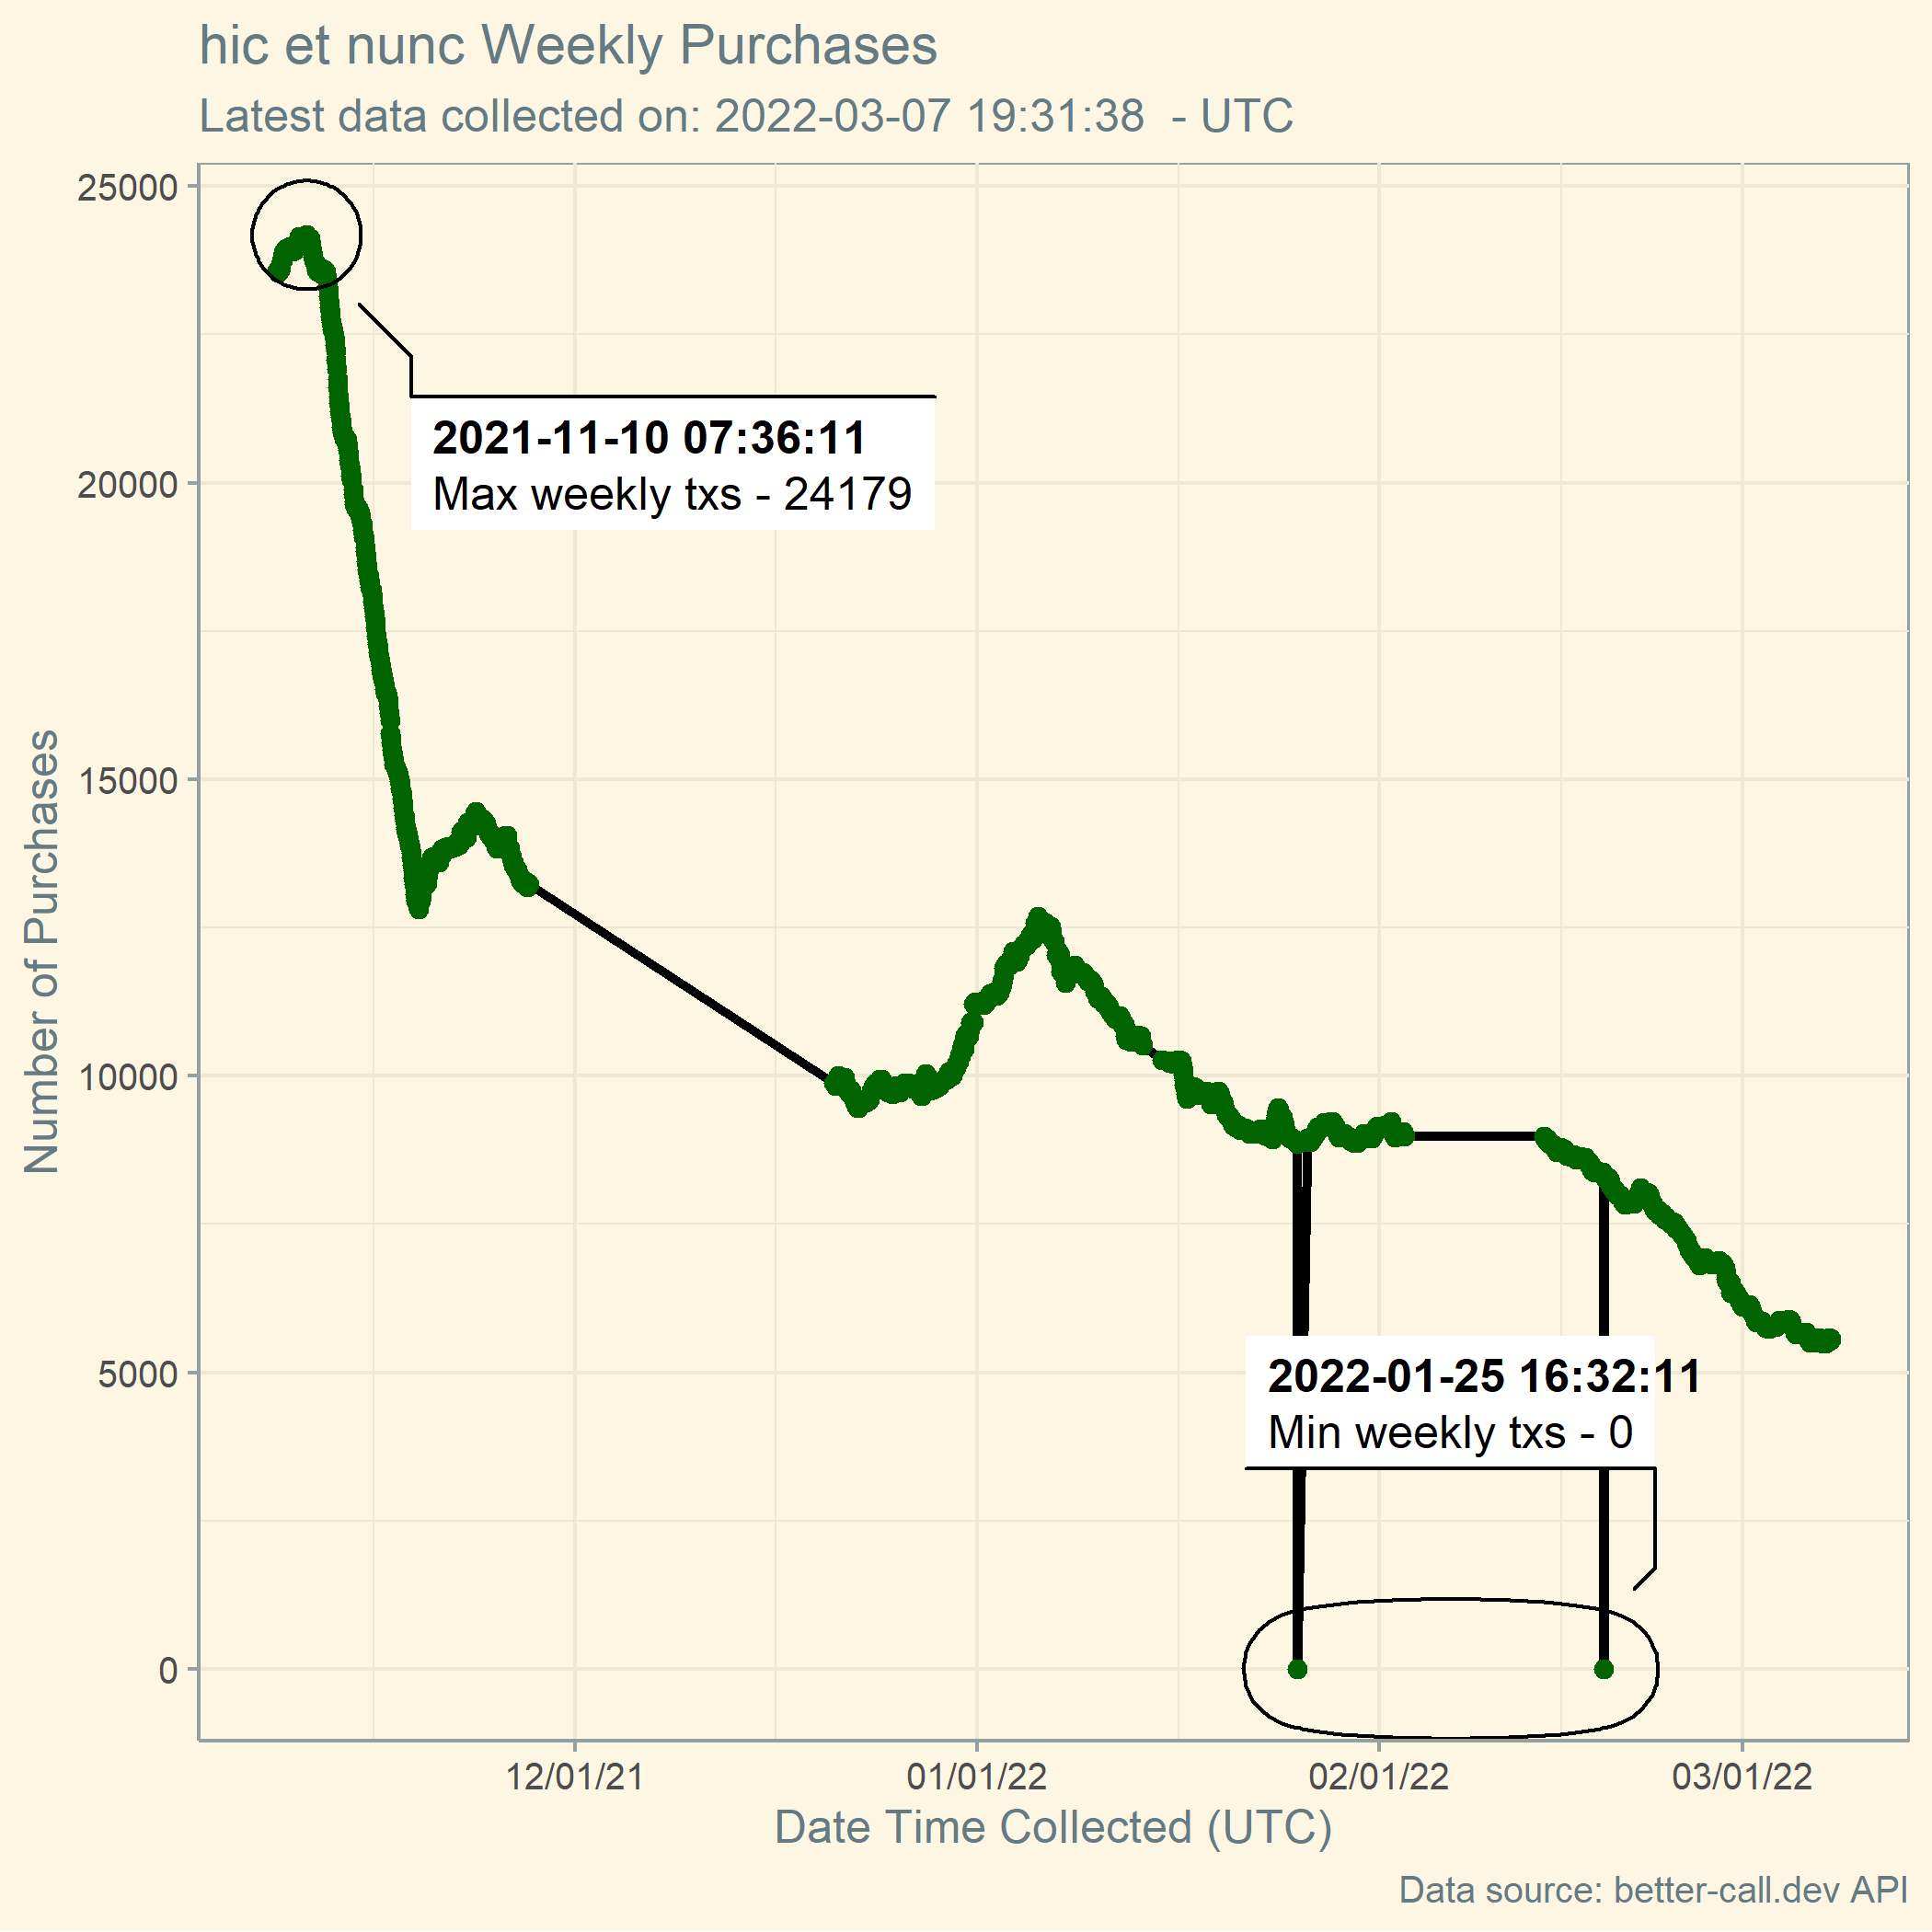 hic et nunc Weekly Purchases
Latest data collected on: 2022-03-07 19:31:38 - UTC
25000
20000
15000
10000
5000
0
Number of Purchases
2021-11-10 07:36:11
Max weekly txs - 24179
2022-01-25 16:32:11
Min weekly txs - 0
12/01/21
01/01/22
02/01/22
03/01/22
Date Time Collected (UTC)
Data source: better-call.dev API